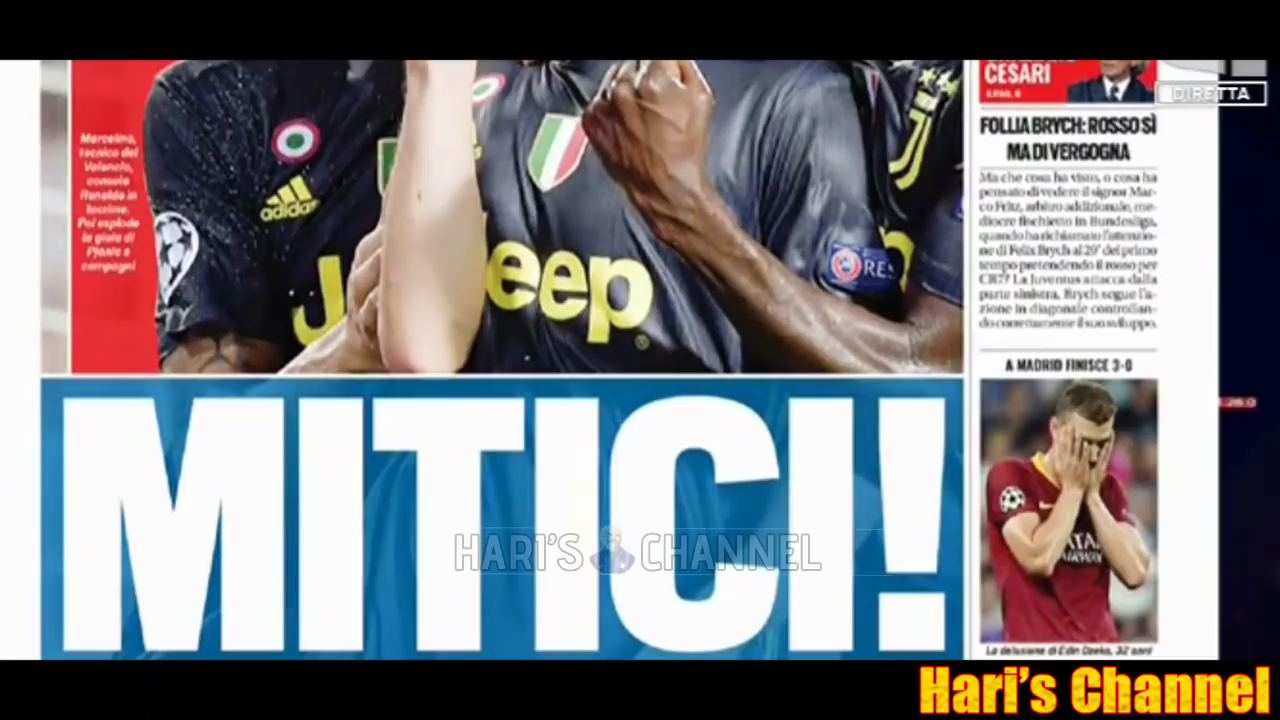 CESARI
A PAG. 6
DIRETTA
Marcelino,
tecnico del
Valencia,
consola
Ronaldo in
lacrime.
Poi esplode
la gioia di
Pjanic e
compagni
adidas
Jeep
RES
FOLLIA BRYCH: ROSSO SÌ
MA DI VERGOGNA
Ma che cosa ha visto, o cosa ha
pensato di vedere il signor Mar-
co Fritz, arbitro addizionale, me-
diocre fischietto in Bundesliga,
quando ha richiamato l'attenzio-
ne di Felix Brych al 29' del primo
tempo pretendendo il rosso per
CR7? La Juventus attacca dalla
parte sinistra, Brych segue l'a-
zione in diagonale controllan-
do correttamente il suo sviluppo.
A MADRID FINISCE 3-0
QATAR
AIRWAYS
La delusione di Edin Dzeko, 32 anni
MITICI!
HARI'S CHANNEL
Hari's Channel